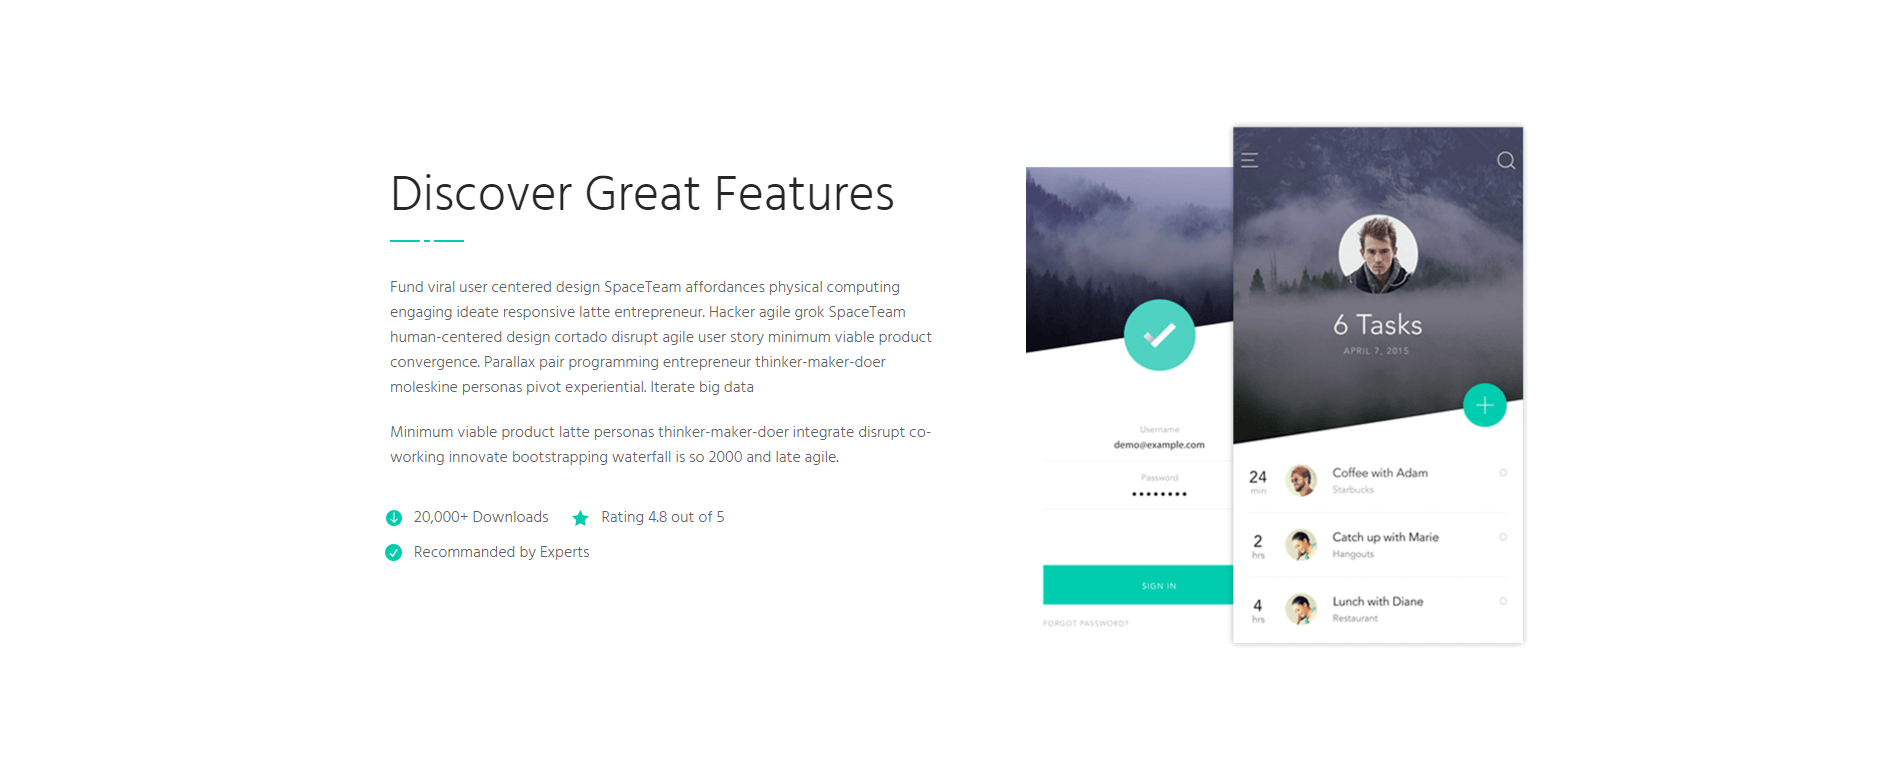 Discover Great Features
Fund viral user centered design SpaceTeam affordances physical computing
engaging ideate responsive latte entrepreneur. Hacker agile grok SpaceTeam
human-centered design cortado disrupt agile user story minimum viable product
convergence. Parallax pair programming entrepreneur thinker-maker-doer
moleskine personas pivot experiential. Iterate big data
Minimum viable product latte personas thinker-maker-doer integrate disrupt co-
working innovate bootstrapping waterfall is so 2000 and late agile.
20,000+ Downloads
Rating 4.8 out of 5
Recommanded by Experts
Username
demo@example.com
Password
SIGN IN
FORGOT PASSWORD?
6 Tasks
APRIL 7, 2015
24 Coffee with Adam
min Starbucks
2 Catch up with Marie
hrs Hangouts
4 Lunch with Diane
hrs Restaurant